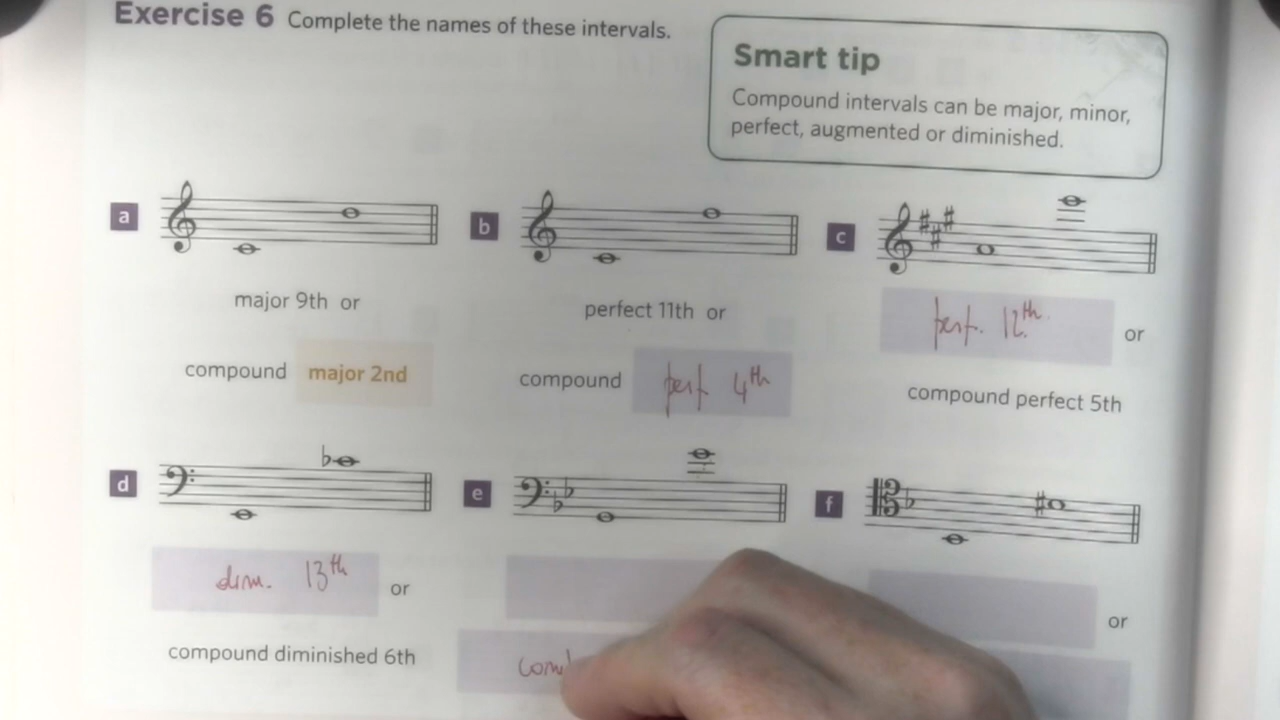 Exercise 6 Complete the names of these intervals.
Smart tip
Compound intervals can be major, minor,
perfect, augmented or diminished.
a
b
c
major 9th or
perfect 11th or
perf. 12th. or
compound major 2nd
compound perf 4th
compound perfect 5th
d
e
f
dim. 13th or
or
compound diminished 6th